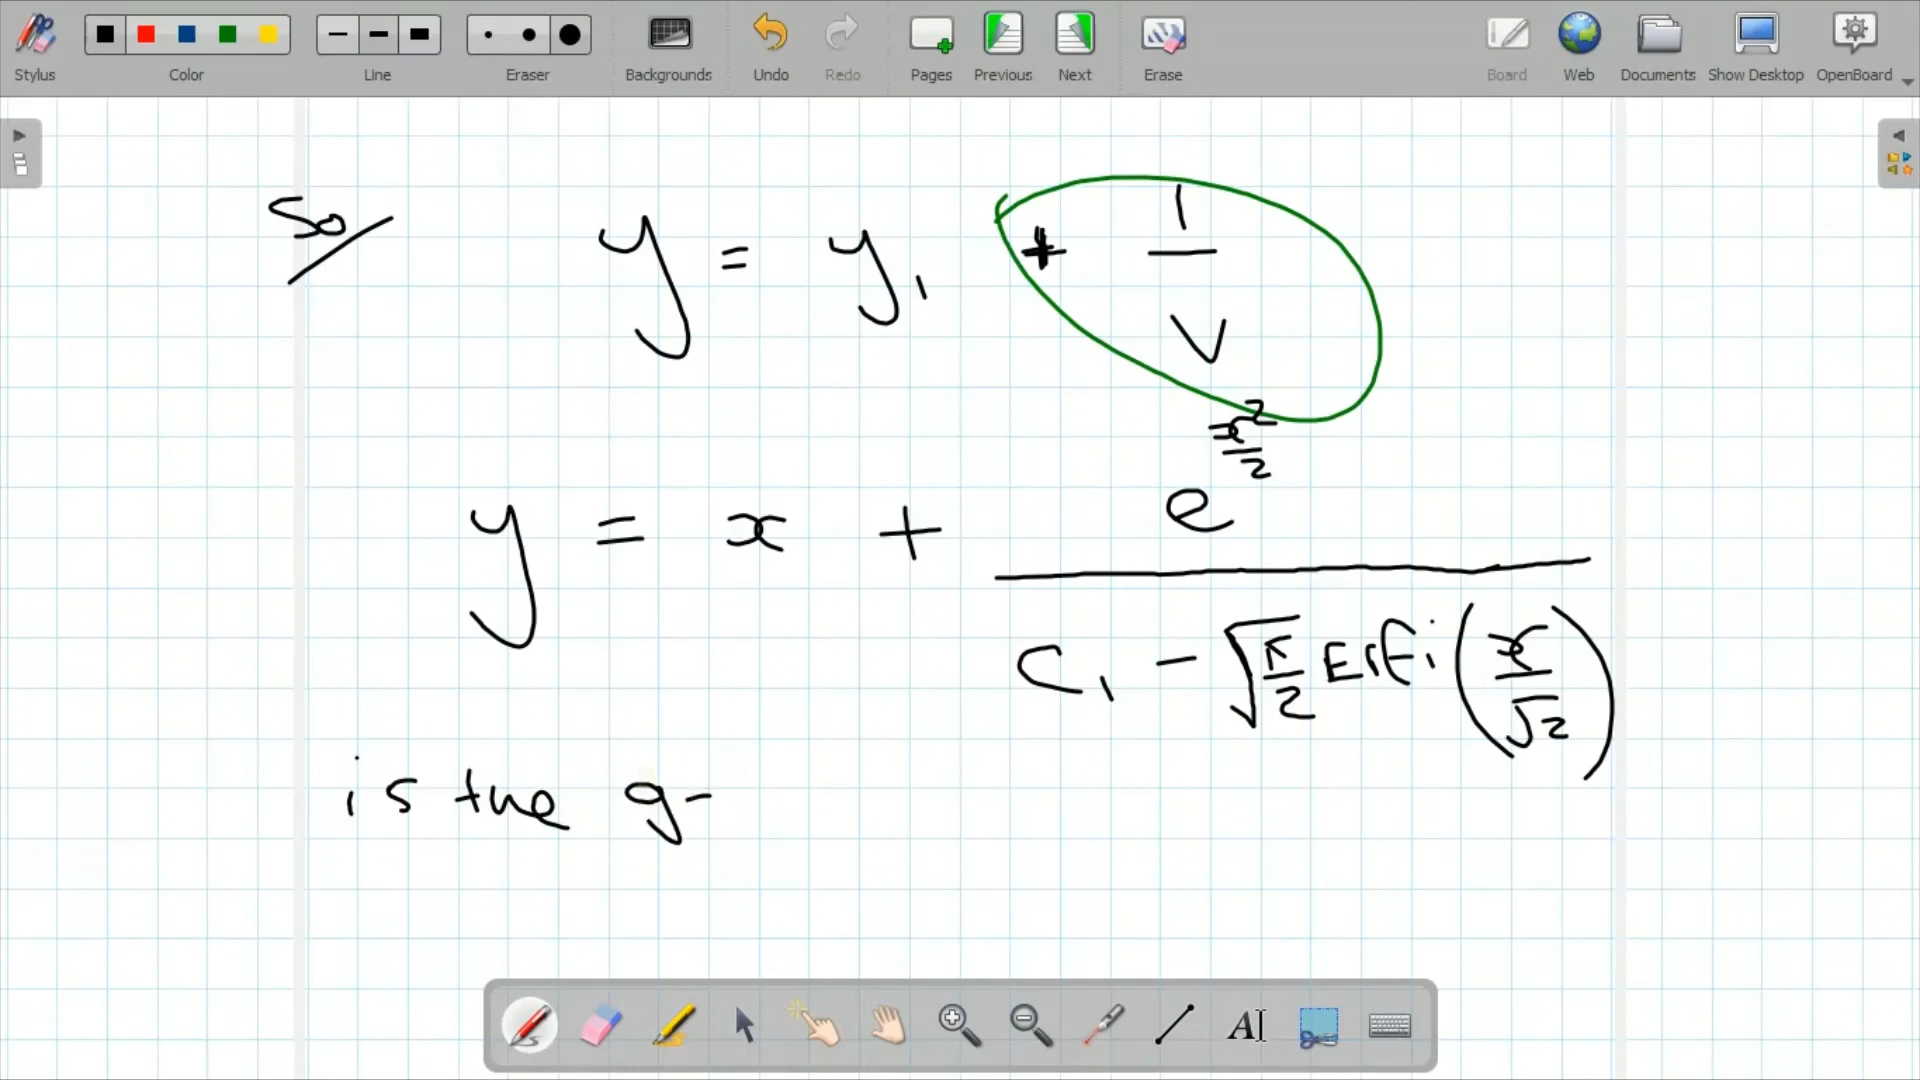 Stylus Color Line Eraser Backgrounds Undo Redo Pages Previous Next Erase Board Web Documents Show Desktop OpenBoard
So y = y₁ + 1/v
y = x + e^(x²/2) / (C₁ - √(π/2) Erfi(x/√2))
is the g-